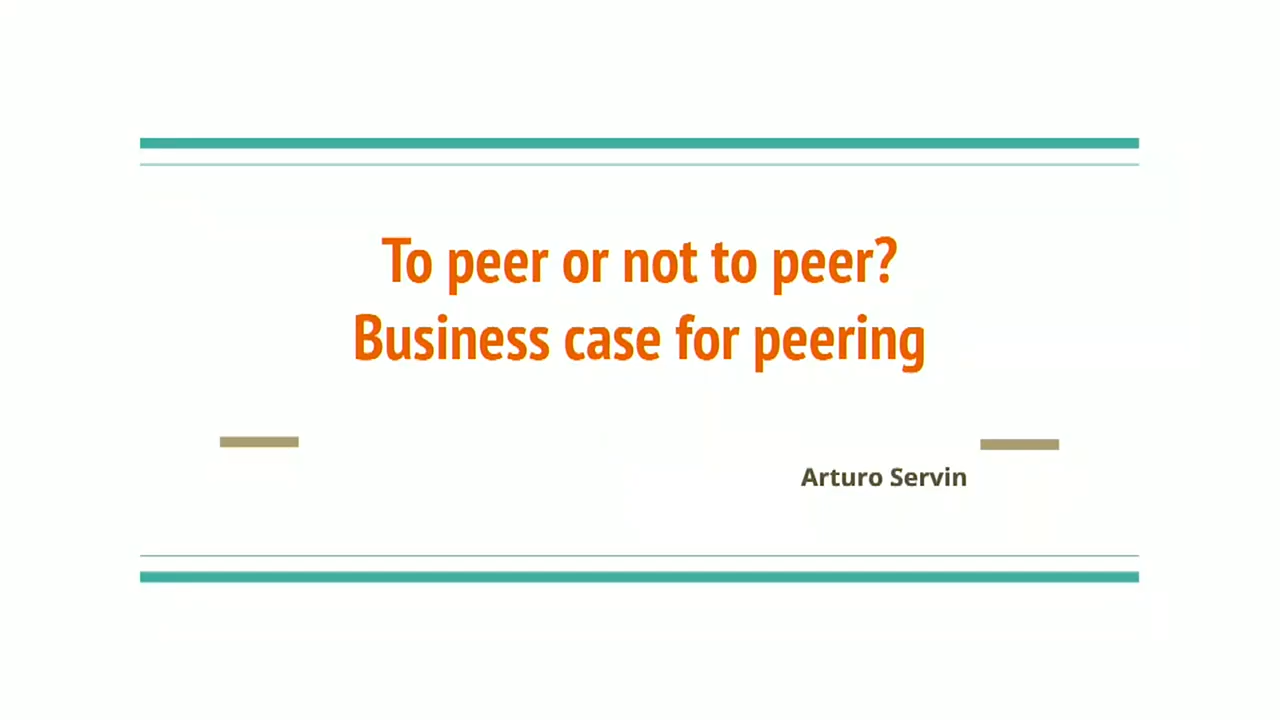 To peer or not to peer?
Business case for peering
Arturo Servin